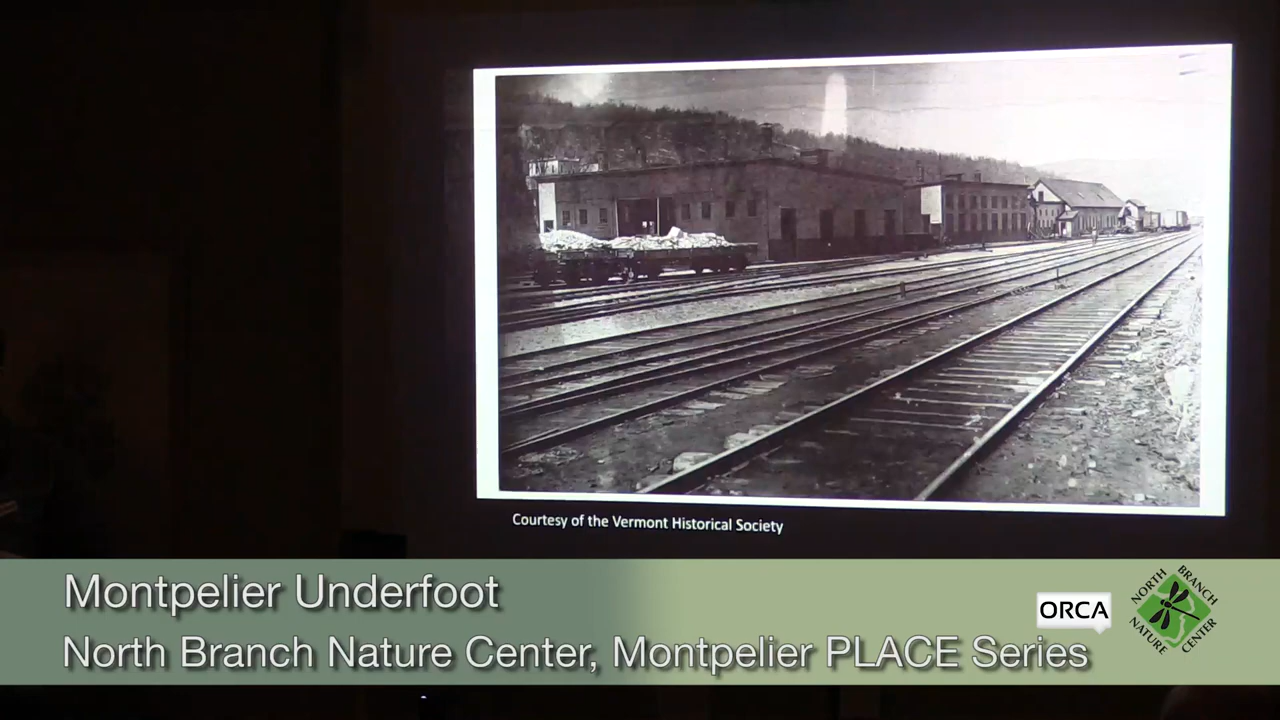 Courtesy of the Vermont Historical Society
Montpelier Underfoot
North Branch Nature Center, Montpelier PLACE Series
ORCA
NORTH BRANCH
NATURE CENTER